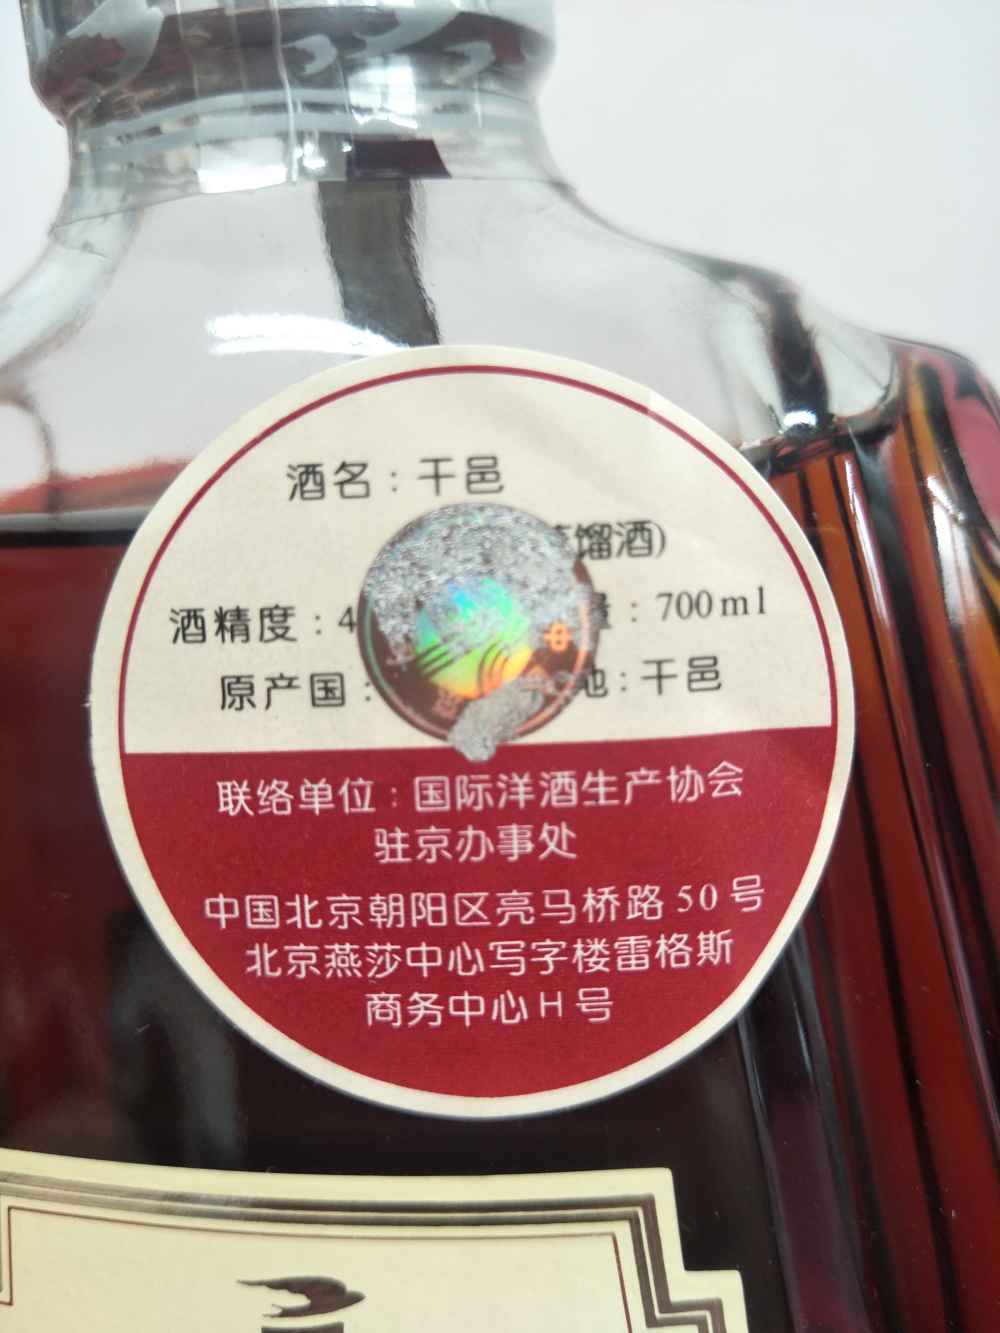 酒名：干邑
馏酒)
酒精度：4 量：700ml
原产国： 地：干邑
联络单位：国际洋酒生产协会
驻京办事处
中国北京朝阳区亮马桥路50号
北京燕莎中心写字楼雷格斯
商务中心H号